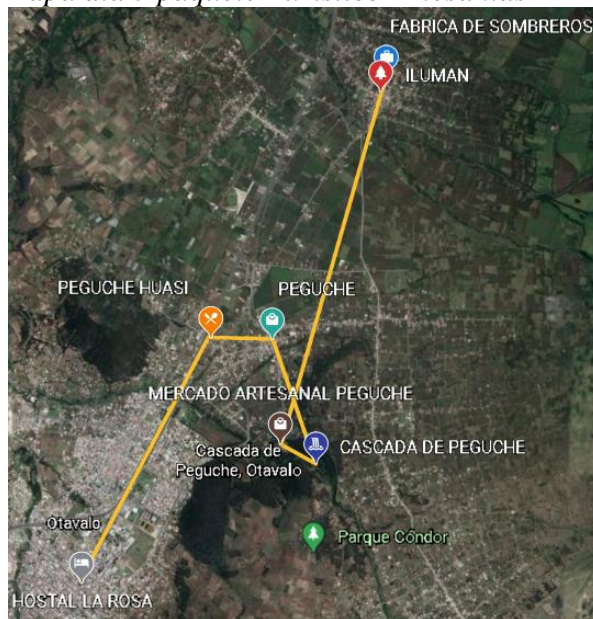 FABRICA DE SOMBREROS
ILUMAN
PEGUCHE HUASI
PEGUCHE
MERCADO ARTESANAL PEGUCHE
Cascada de
Peguche, Otavalo
CASCADA DE PEGUCHE
Otavalo
Parque Cóndor
HOSTAL LA ROSA